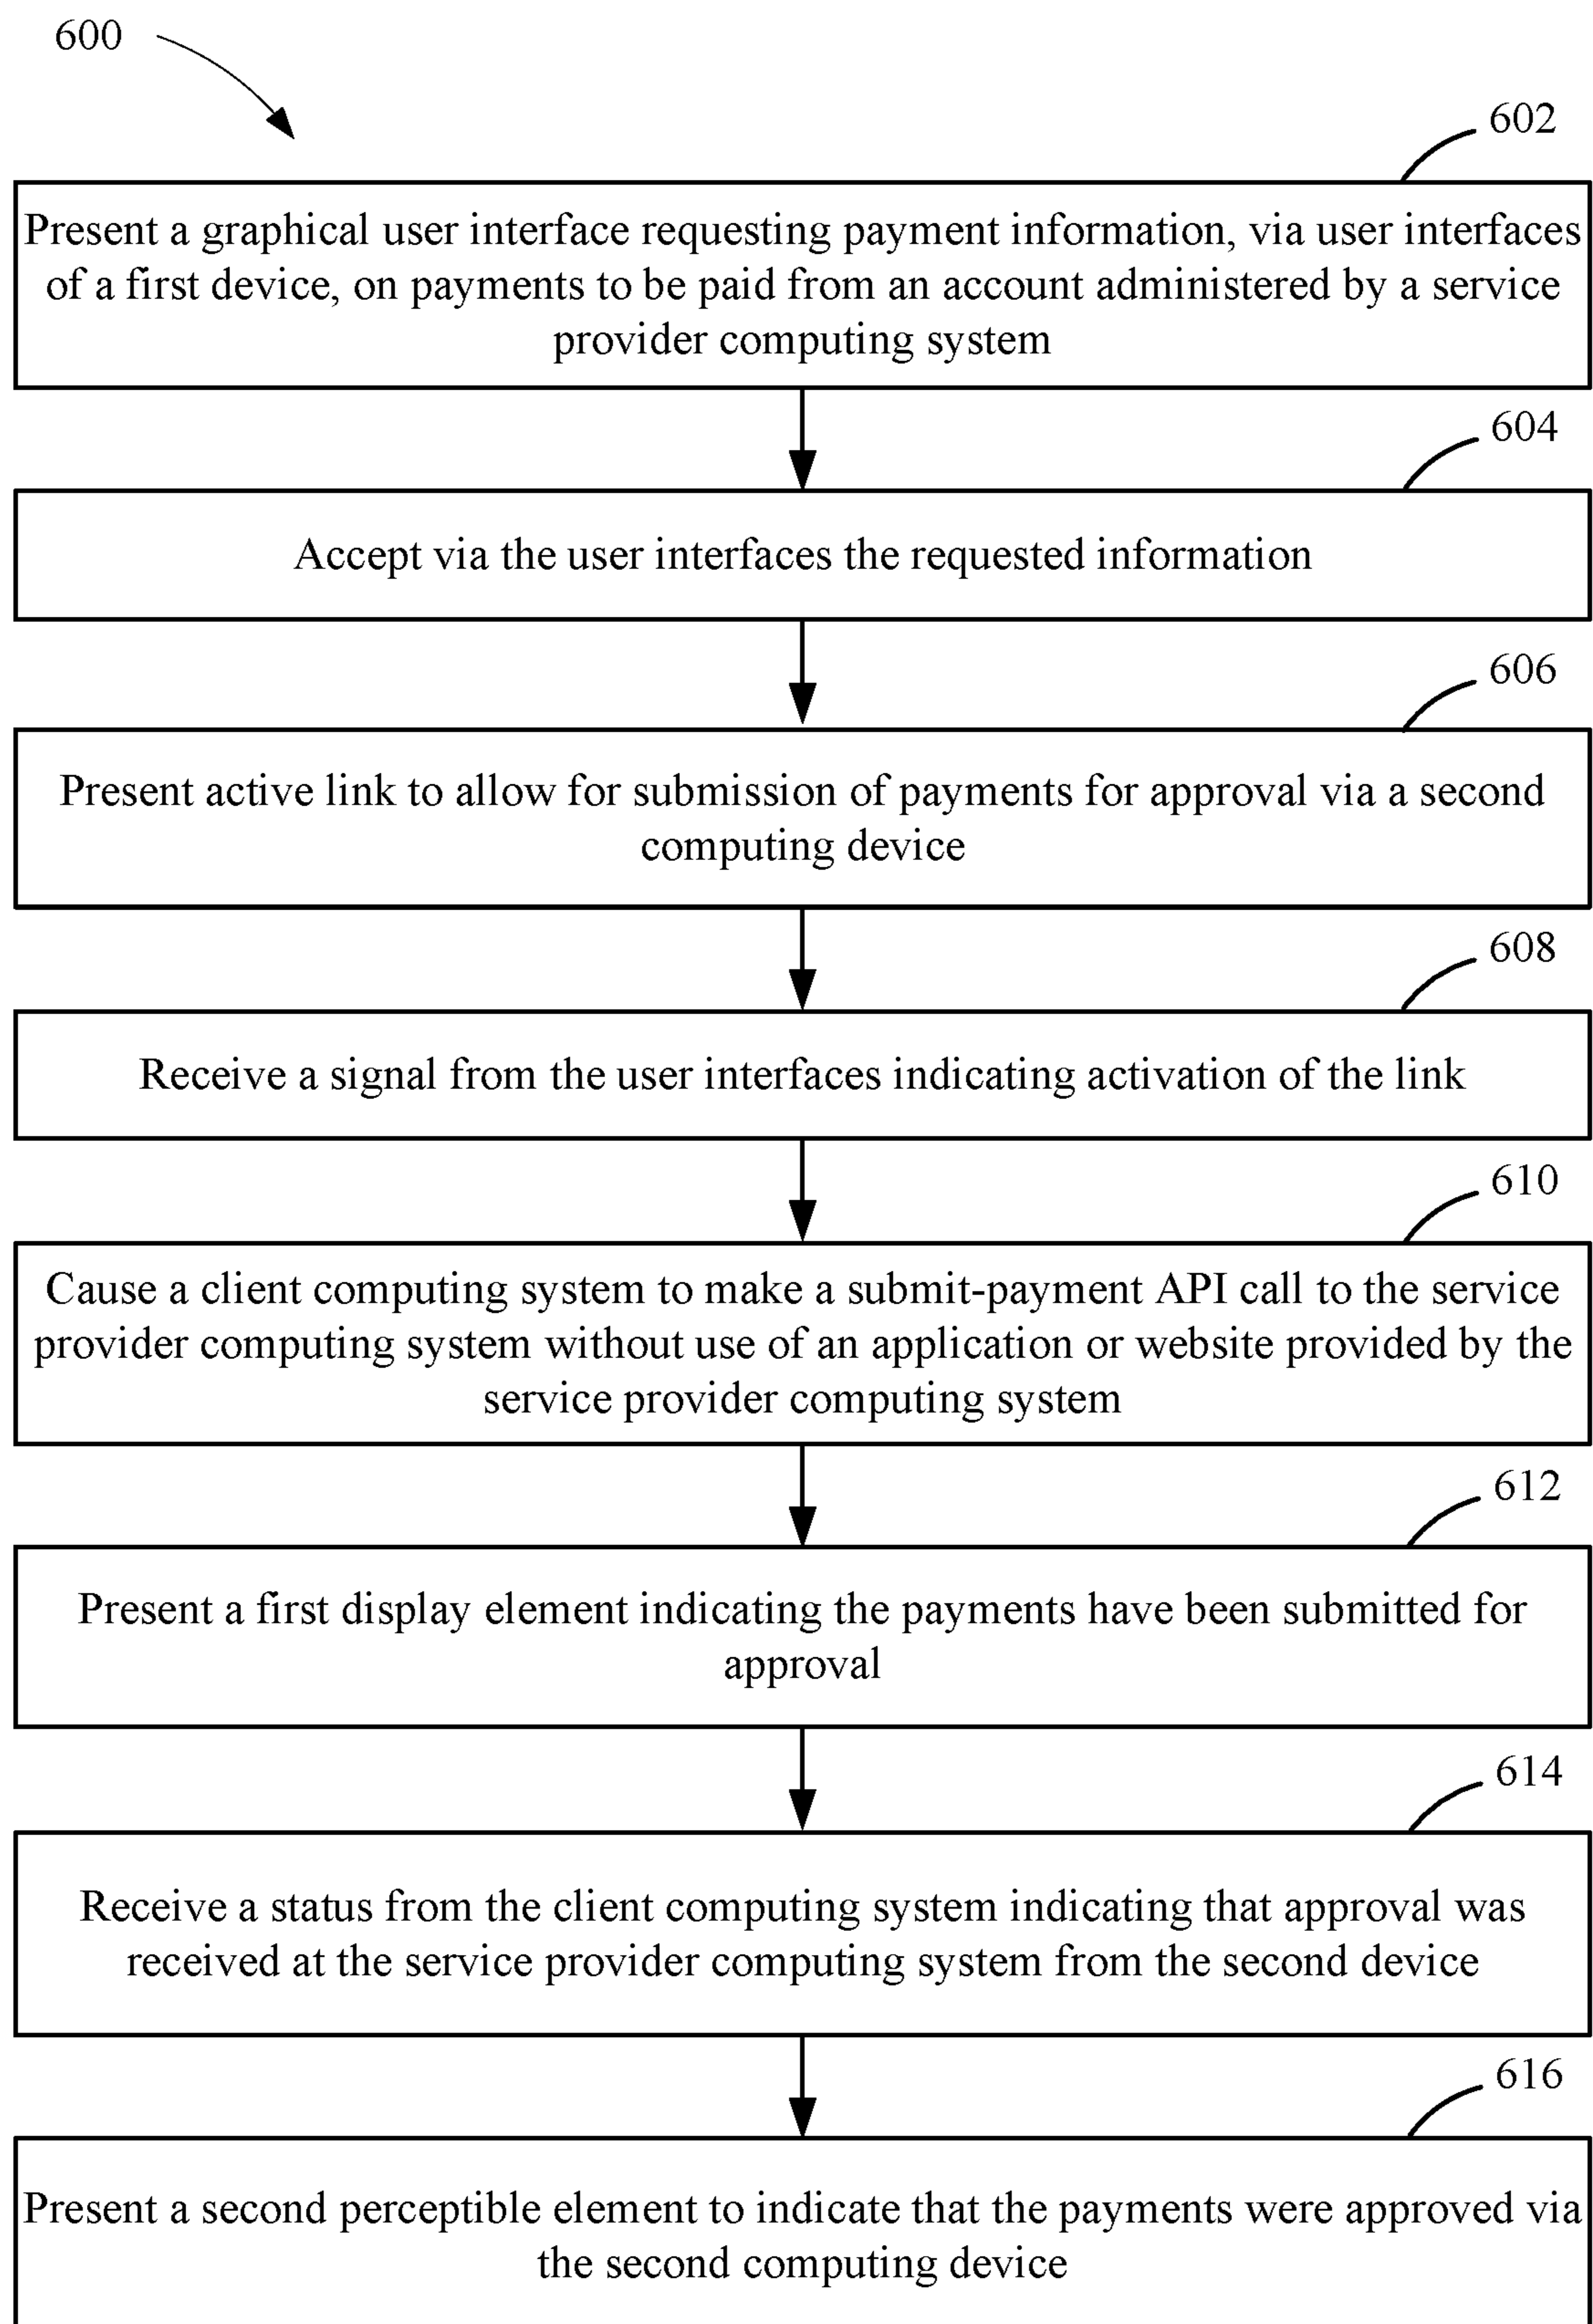 600
602
Present a graphical user interface requesting payment information, via user interfaces
of a first device, on payments to be paid from an account administered by a service
provider computing system
604
Accept via the user interfaces the requested information
606
Present active link to allow for submission of payments for approval via a second
computing device
608
Receive a signal from the user interfaces indicating activation of the link
610
Cause a client computing system to make a submit-payment API call to the service
provider computing system without use of an application or website provided by the
service provider computing system
612
Present a first display element indicating the payments have been submitted for
approval
614
Receive a status from the client computing system indicating that approval was
received at the service provider computing system from the second device
616
Present a second perceptible element to indicate that the payments were approved via
the second computing device